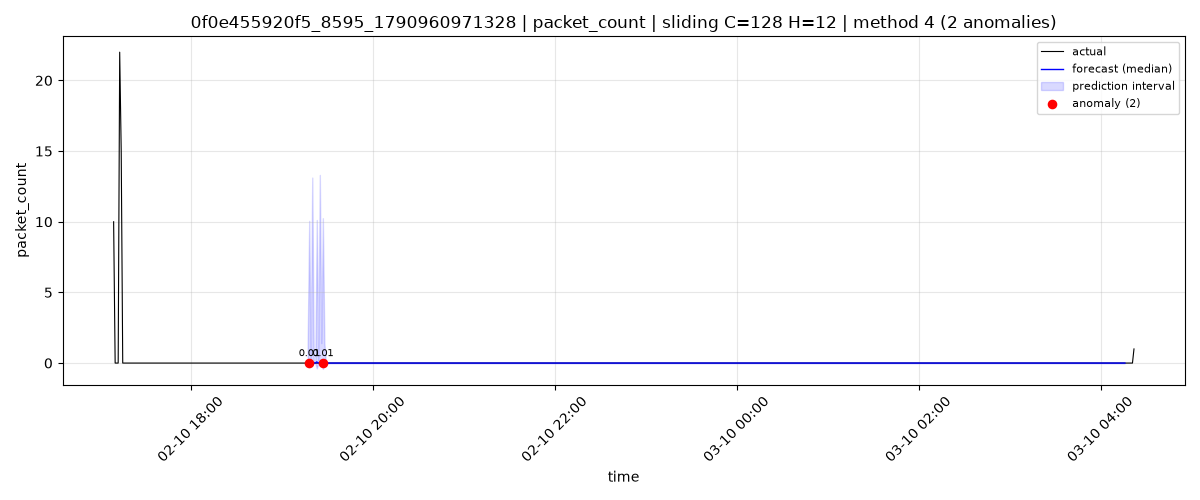 0f0e455920f5_8595_1790960971328 | packet_count | sliding C=128 H=12 | method 4 (2 anomalies)
actual
forecast (median)
prediction interval
anomaly (2)
packet_count
20
15
10
5
0
0.01
02-10 18:00
02-10 20:00
02-10 22:00
03-10 00:00
03-10 02:00
03-10 04:00
time